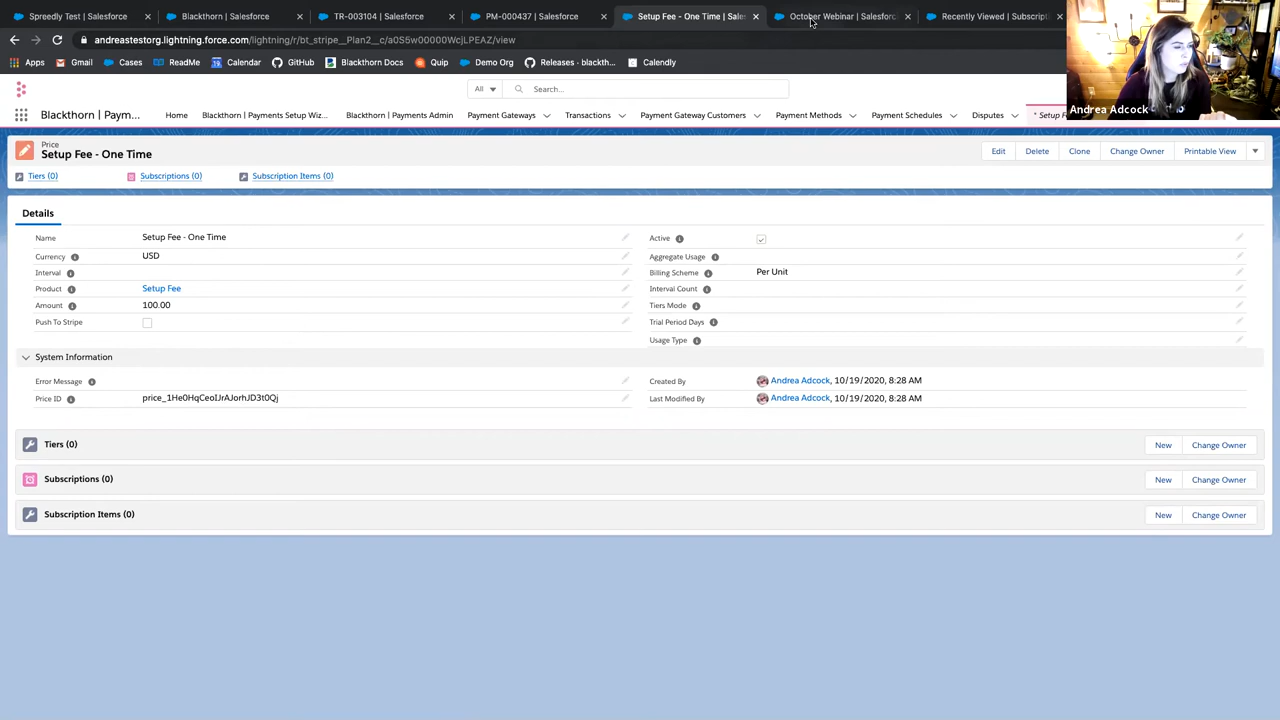 Spreedly Test | Salesforce
Blackthorn | Salesforce
TR-003104 | Salesforce
PM-000437 | Salesforce
Setup Fee - One Time | Sales
October Webinar | Salesforc
Recently Viewed | Subscripti
andreastestorg.lightning.force.com/lightning/r/bt_stripe__Plan2__c/a0S5w00000WcjLPEAZ/view
Apps
Gmail
Cases
ReadMe
Calendar
GitHub
Blackthorn Docs
Quip
Demo Org
Releases - blackth...
Calendly
Andrea Adcock
All
Search...
Blackthorn | Paym...
Home
Blackthorn | Payments Setup Wiz...
Blackthorn | Payments Admin
Payment Gateways
Transactions
Payment Gateway Customers
Payment Methods
Payment Schedules
Disputes
* Setup F
Price
Setup Fee - One Time
Edit
Delete
Clone
Change Owner
Printable View
Tiers (0)
Subscriptions (0)
Subscription Items (0)
Details
Name Setup Fee - One Time
Active
Currency USD
Aggregate Usage
Interval
Billing Scheme Per Unit
Product Setup Fee
Interval Count
Amount 100.00
Tiers Mode
Push To Stripe
Trial Period Days
Usage Type
System Information
Error Message
Created By Andrea Adcock, 10/19/2020, 8:28 AM
Price ID price_1He0HqCeoIJrAJorhJD3t0Qj
Last Modified By Andrea Adcock, 10/19/2020, 8:28 AM
Tiers (0)
New
Change Owner
Subscriptions (0)
New
Change Owner
Subscription Items (0)
New
Change Owner